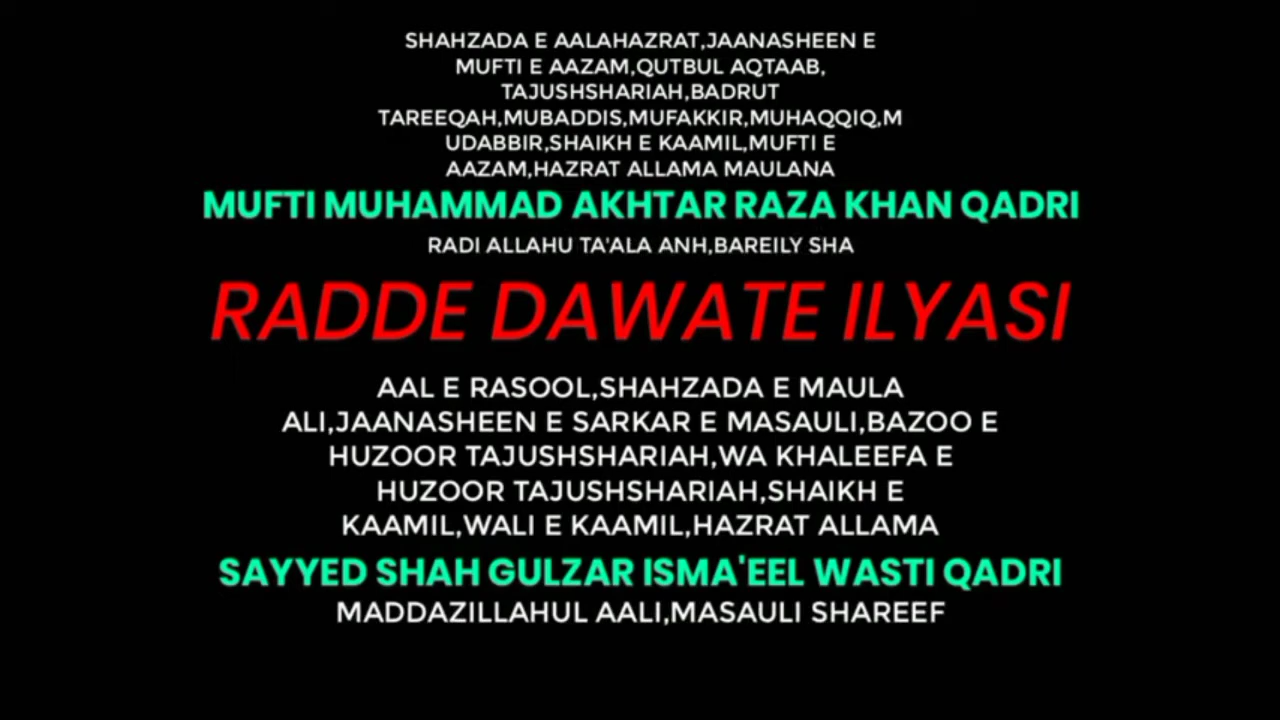 SHAHZADA E AALAHAZRAT,JAANASHEEN E
MUFTI E AAZAM,QUTBUL AQTAAB,
TAJUSHSHARIAH,BADRUT
TAREEQAH,MUBADDIS,MUFAKKIR,MUHAQQIQ,M
UDABBIR,SHAIKH E KAAMIL,MUFTI E
AAZAM,HAZRAT ALLAMA MAULANA
MUFTI MUHAMMAD AKHTAR RAZA KHAN QADRI
RADI ALLAHU TA'ALA ANH,BAREILY SHA
RADDE DAWATE ILYASI
AAL E RASOOL,SHAHZADA E MAULA
ALI,JAANASHEEN E SARKAR E MASAULI,BAZOO E
HUZOOR TAJUSHSHARIAH,WA KHALEEFA E
HUZOOR TAJUSHSHARIAH,SHAIKH E
KAAMIL,WALI E KAAMIL,HAZRAT ALLAMA
SAYYED SHAH GULZAR ISMA'EEL WASTI QADRI
MADDAZILLAHUL AALI,MASAULI SHAREEF